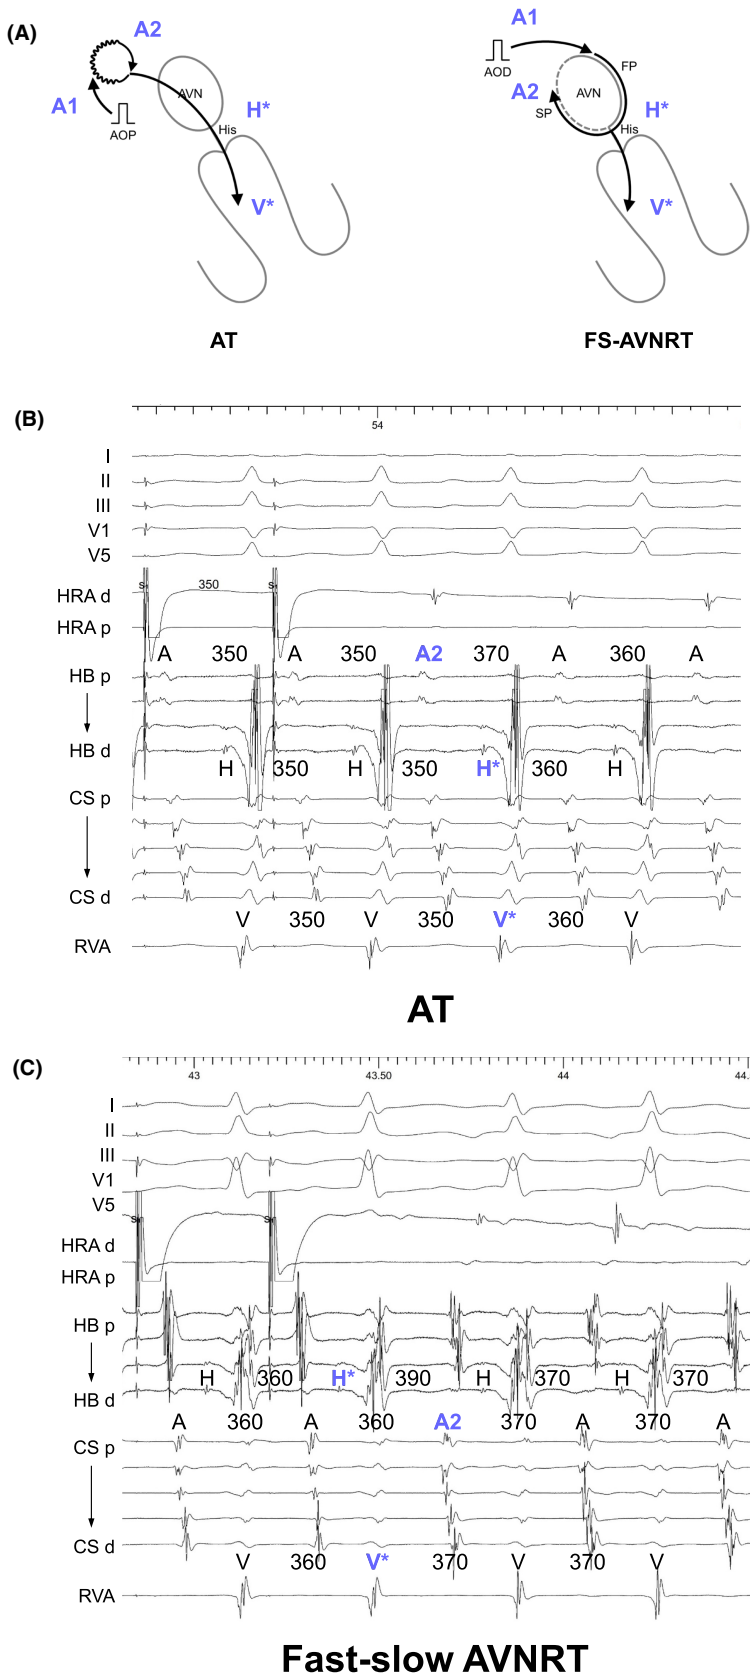 (A)
A2 A1
A1 AVN H* AOD FP
AOP His A2 AVN H*
SP His
V* V*
AT FS-AVNRT
(B)
54
I
II
III
V1
V5
S S
HRA d 350
HRA p
A 350 A 350 A2 370 A 360 A
HB p
HB d
H 350 H 350 H* 360 H
CS p
CS d
V 350 V 350 V* 360 V
RVA
AT
(C)
43 43.50 44 44.
I
II
III
V1
V5
S S
HRA d
HRA p
HB p
H 360 H* 390 H 370 H 370
HB d
A 360 A 360 A2 370 A 370 A
CS p
CS d
V 360 V* 370 V 370 V
RVA
Fast-slow AVNRT